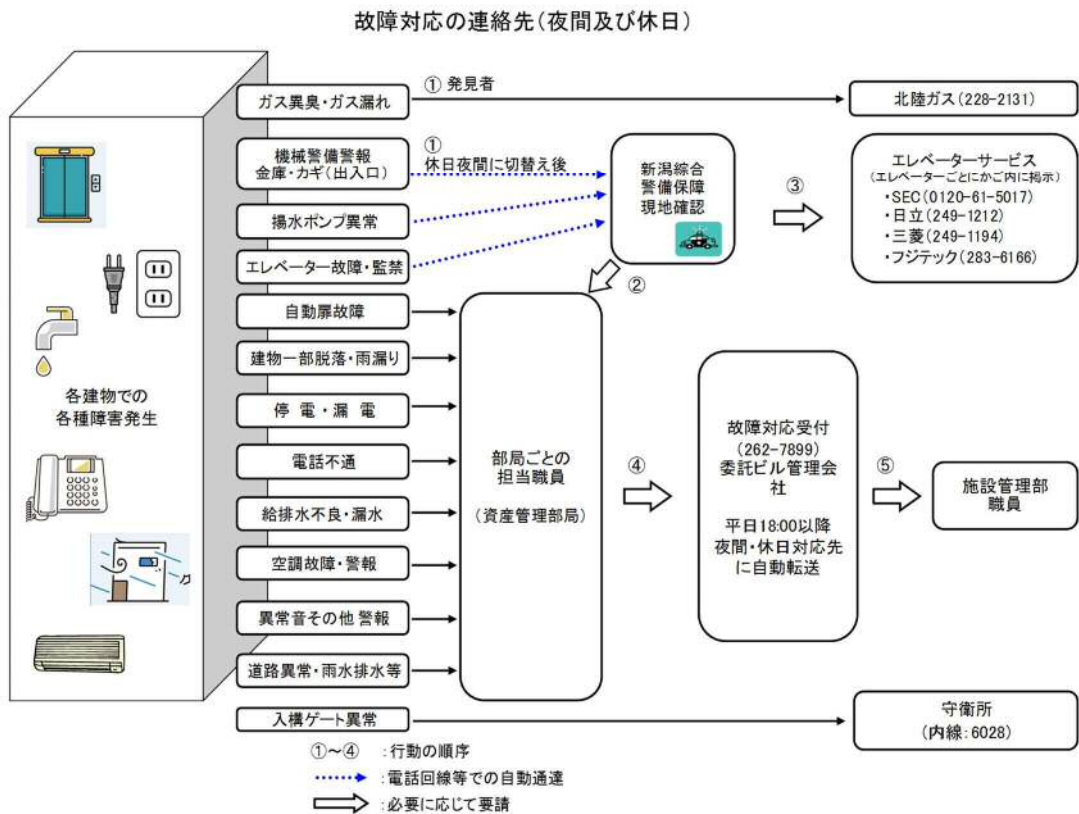 故障対応の連絡先(夜間及び休日)
ガス異臭・ガス漏れ
① 発見者
北陸ガス(228-2131)
機械警備警報
金庫・カギ(出入口)
①
休日夜間に切替え後
揚水ポンプ異常
エレベーター故障・監禁
新潟綜合
警備保障
現地確認
③
エレベーターサービス
(エレベーターごとにかご内に掲示)
・SEC(0120-61-5017)
・日立(249-1212)
・三菱(249-1194)
・フジテック(283-6166)
②
自動扉故障
建物一部脱落・雨漏り
停 電・漏 電
電話不通
給排水不良・漏水
空調故障・警報
異常音その他 警報
道路異常・雨水排水等
各建物での
各種障害発生
部局ごとの
担当職員
(資産管理部局)
④
故障対応受付
(262-7899)
委託ビル管理会
社
平日18:00以降
夜間・休日対応先
に自動転送
⑤
施設管理部
職員
入構ゲート異常
守衛所
(内線:6028)
①~④ :行動の順序
:電話回線等での自動通達
:必要に応じて要請